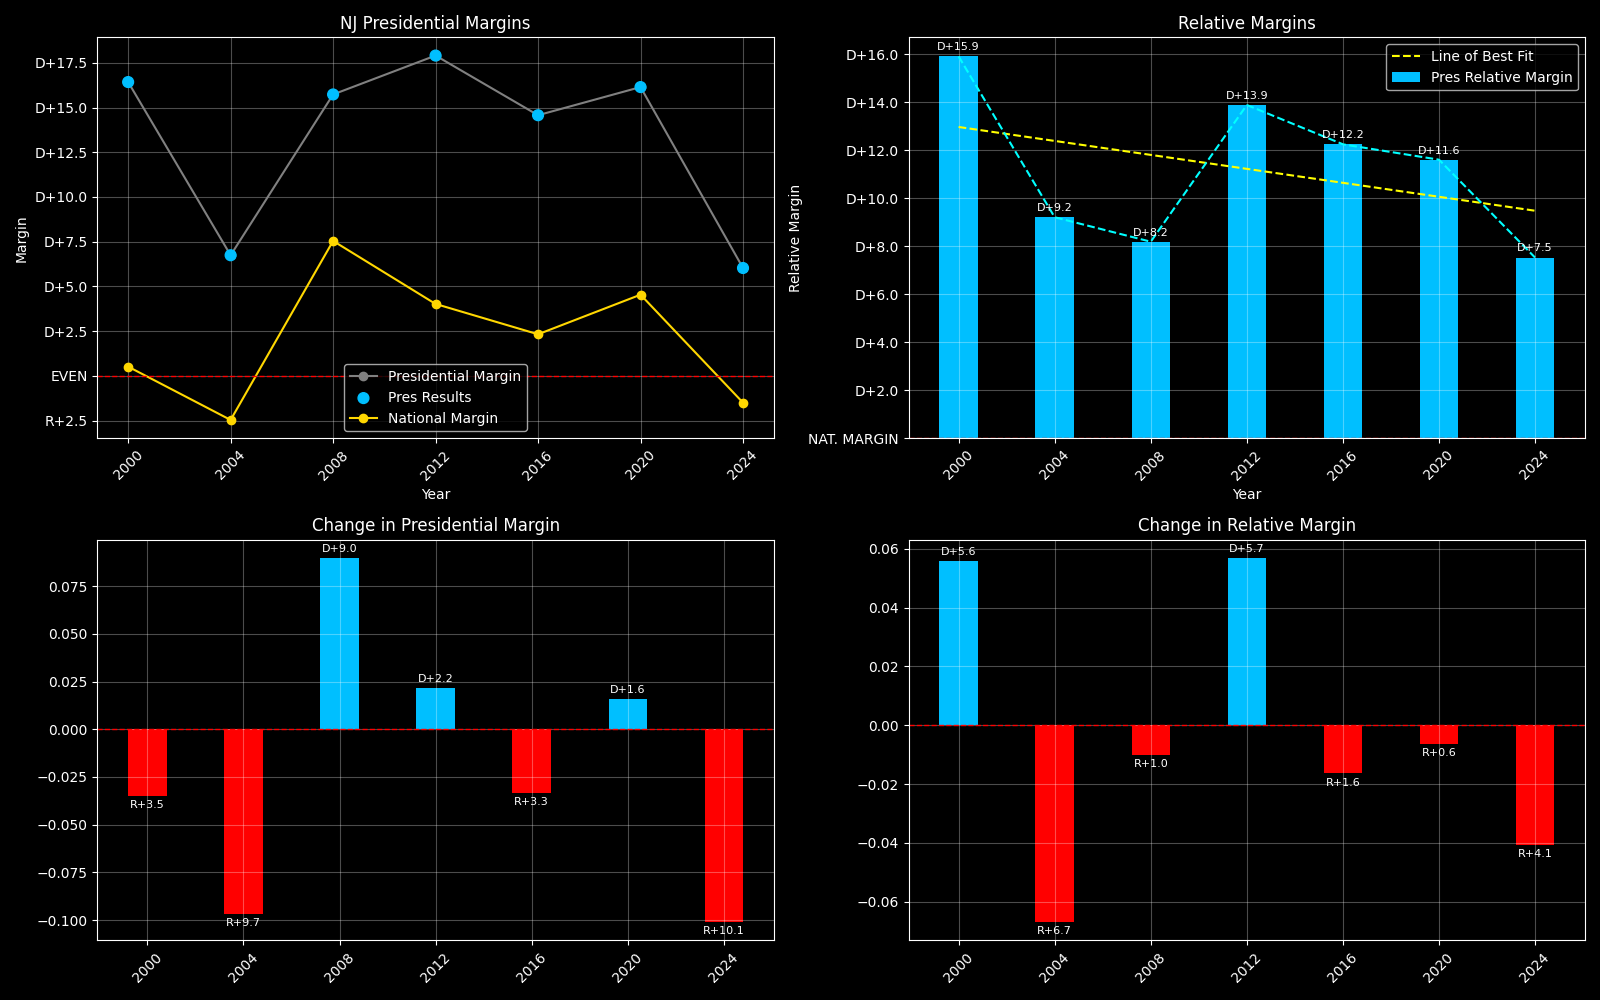 NJ Presidential Margins
Margin
D+17.5
D+15.0
D+12.5
D+10.0
D+7.5
D+5.0
D+2.5
EVEN
R+2.5
Presidential Margin
Pres Results
National Margin
2000 2004 2008 2012 2016 2020 2024
Year
Relative Margins
Relative Margin
D+16.0
D+14.0
D+12.0
D+10.0
D+8.0
D+6.0
D+4.0
D+2.0
NAT. MARGIN
Line of Best Fit
Pres Relative Margin
D+15.9
D+9.2
D+8.2
D+13.9
D+12.2
D+11.6
D+7.5
2000 2004 2008 2012 2016 2020 2024
Year
Change in Presidential Margin
0.075
0.050
0.025
0.000
−0.025
−0.050
−0.075
−0.100
R+3.5
R+9.7
D+9.0
D+2.2
R+3.3
D+1.6
R+10.1
2000 2004 2008 2012 2016 2020 2024
Change in Relative Margin
0.06
0.04
0.02
0.00
−0.02
−0.04
−0.06
D+5.6
R+6.7
R+1.0
D+5.7
R+1.6
R+0.6
R+4.1
2000 2004 2008 2012 2016 2020 2024